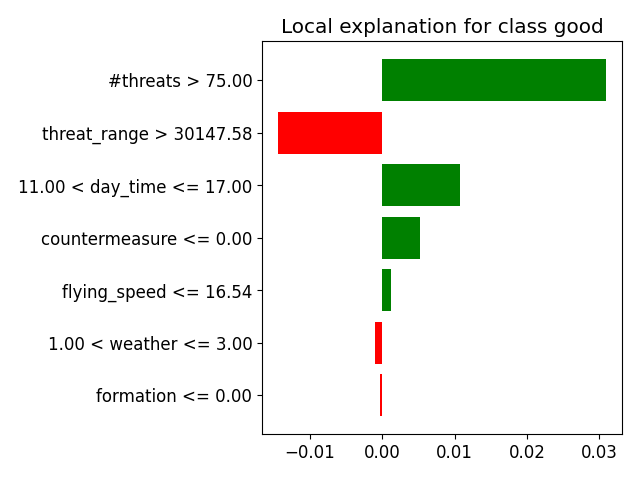 Local explanation for class good
#threats > 75.00
threat_range > 30147.58
11.00 < day_time <= 17.00
countermeasure <= 0.00
flying_speed <= 16.54
1.00 < weather <= 3.00
formation <= 0.00
−0.01 0.00 0.01 0.02 0.03